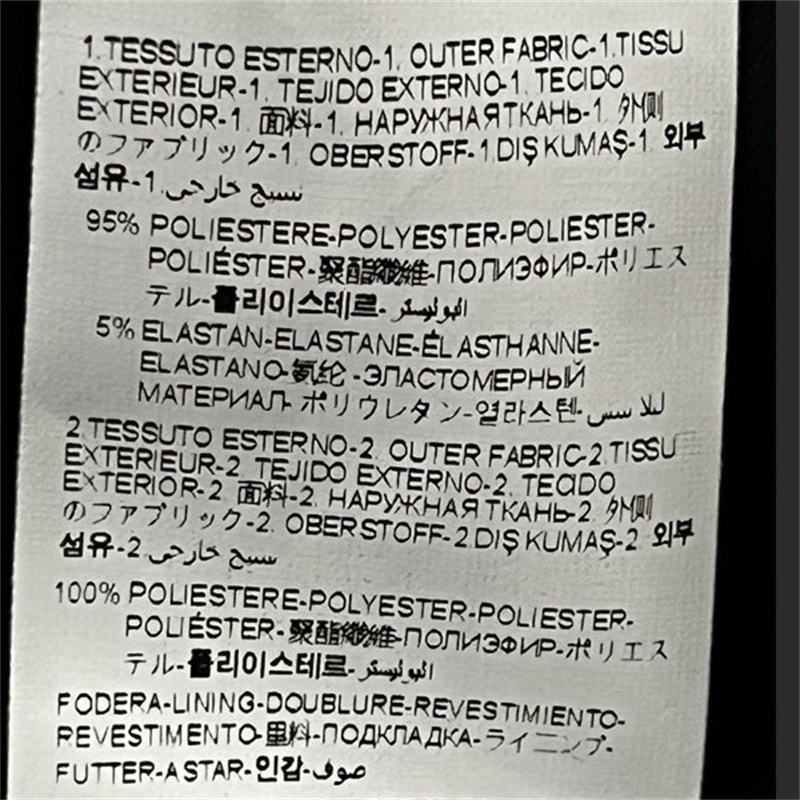 1. TESSUTO ESTERNO-1. OUTER FABRIC-1.TISSU
EXTERIEUR-1. TEJIDO EXTERNO-1. TECIDO
EXTERIOR-1. 面料-1. НАРУЖНАЯ ТКАНЬ-1. 外側
のファブリック-1. OBERSTOFF-1.DIŞ KUMAŞ-1. 외부
섬유-1. نسيج خارجي
95% POLIESTERE-POLYESTER-POLIESTER-
POLIÉSTER-聚酯纖維-ПОЛИЭФИР-ポリエス
テル-폴리이스테르-البوليستر
5% ELASTAN-ELASTANE-ÉLASTHANNE-
ELASTANO-氨纶-ЭЛАСТОМЕРНЫЙ
МАТЕРИАЛ-ポリウレタン-열라스텐-
2.TESSUTO ESTERNO-2. OUTER FABRIC-2.TISSU
EXTERIEUR-2. TEJIDO EXTERNO-2. TECIDO
EXTERIOR-2. 面料-2. НАРУЖНАЯ ТКАНЬ-2. 外側
のファブリック-2. OBERSTOFF-2.DIŞ KUMAŞ-2. 외부
섬유-2 نسيج خارجي
100% POLIESTERE-POLYESTER-POLIESTER-
POLIÉSTER-聚酯纖維-ПОЛИЭФИР-ポリエス
テル-폴리이스테르-البوليستر
FODERA-LINING-DOUBLURE-REVESTIMIENTO-
REVESTIMENTO-里料-ПОДКЛАДКА-ライニング-
FUTTER-ASTAR-인감-صوف